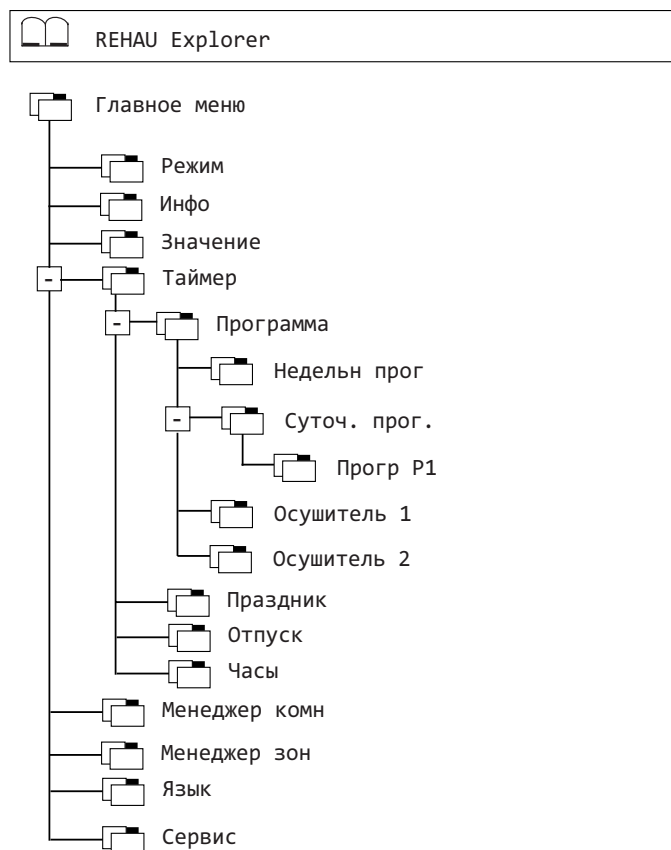 REHAU Explorer
Главное меню
Режим
Инфо
Значение
Таймер
Программа
Недельн прог
Суточ. прог.
Прогр P1
Осушитель 1
Осушитель 2
Праздник
Отпуск
Часы
Менеджер комн
Менеджер зон
Язык
Сервис